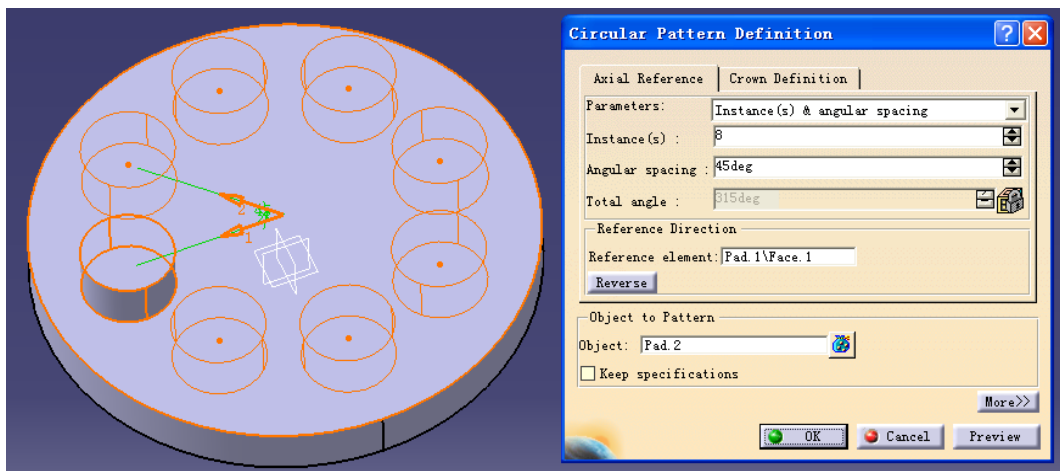 Circular Pattern Definition
Axial Reference
Crown Definition
Parameters: Instance(s) & angular spacing
Instance(s) : 8
Angular spacing : 45deg
Total angle : 315deg
Reference Direction
Reference element: Pad.1\Face.1
Reverse
Object to Pattern
Object: Pad.2
Keep specifications
More>>
OK Cancel Preview
2
1